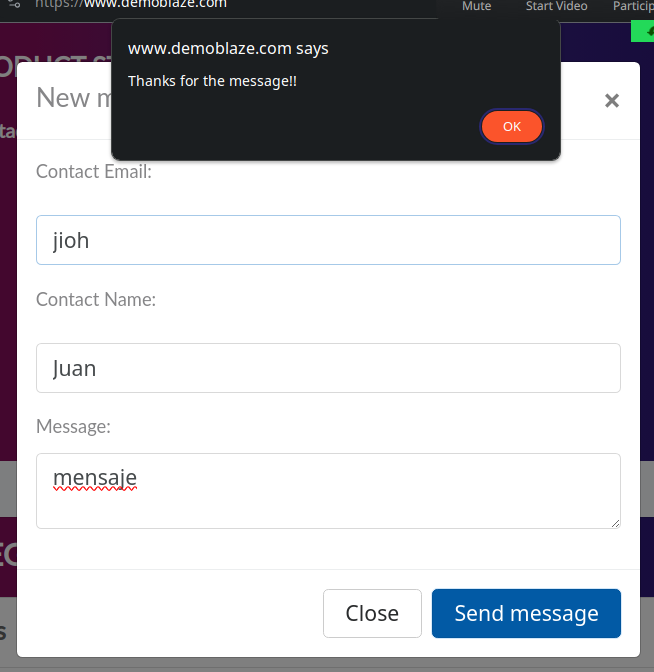 https://www.demoblaze.com
Mute Start Video Particip
www.demoblaze.com says
Thanks for the message!!
OK
New m
×
Contact Email:
jioh
Contact Name:
Juan
Message:
mensaje
Close Send message